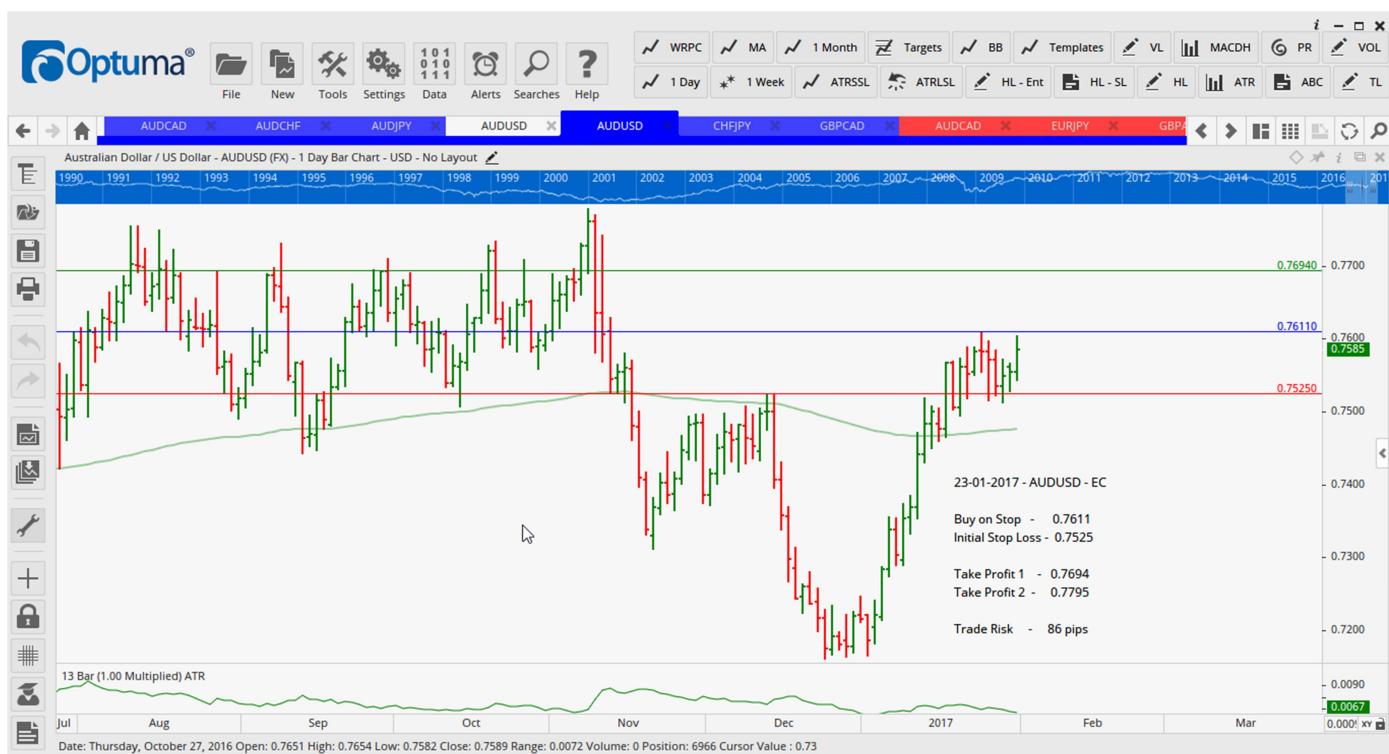 i
Optuma®
File New Tools Settings Data Alerts Searches Help
101
010
111
WRPC MA 1 Month Targets BB Templates VL MACDH PR VOL
1 Day 1 Week ATRSSL ATRLSL HL - Ent HL - SL HL ATR ABC TL
AUDCAD AUDCHF AUDJPY AUDUSD AUDUSD CHFJPY GBPCAD AUDCAD EURJPY GBPA
Australian Dollar / US Dollar - AUDUSD (FX) - 1 Day Bar Chart - USD - No Layout
1990 1991 1992 1993 1994 1995 1996 1997 1998 1999 2000 2001 2002 2003 2004 2005 2006 2007 2008 2009 2010 2011 2012 2013 2014 2015 2016 201
0.76940
0.7700
0.76110
0.7600
0.7585
0.75250
0.7500
0.7400
0.7300
0.7200
23-01-2017 - AUDUSD - EC
Buy on Stop - 0.7611
Initial Stop Loss - 0.7525
Take Profit 1 - 0.7694
Take Profit 2 - 0.7795
Trade Risk - 86 pips
13 Bar (1.00 Multiplied) ATR
0.0090
0.0067
Jul Aug Sep Oct Nov Dec 2017 Feb Mar
XY
Date: Thursday, October 27, 2016 Open: 0.7651 High: 0.7654 Low: 0.7582 Close: 0.7589 Range: 0.0072 Volume: 0 Position: 6966 Cursor Value : 0.73